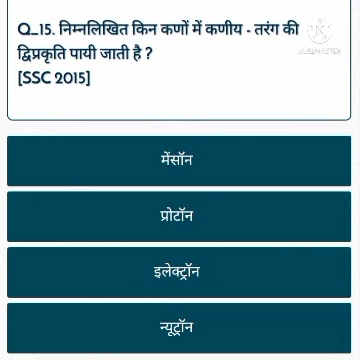 Q_15. निम्नलिखित किन कणों में कणीय - तरंग की
द्विप्रकृति पायी जाती है ?
[SSC 2015]
मेंसॉन
प्रोटॉन
इलेक्ट्रॉन
न्यूट्रॉन